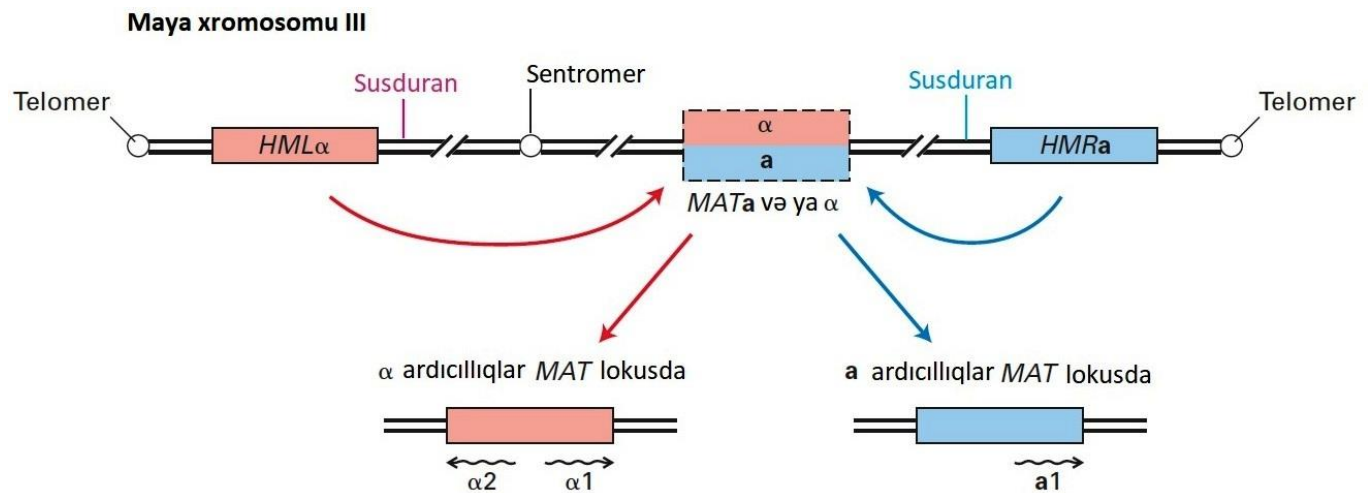 Maya xromosomu III
Telomer
Susduran
Sentromer
Susduran
Telomer
HMLα
α
a
HMRa
MATa və ya α
α ardıcıllıqlar MAT lokusda
a ardıcıllıqlar MAT lokusda
α2
α1
a1